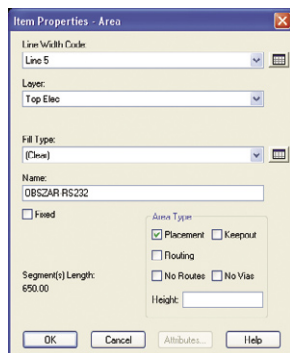 Item Properties - Area
Line Width Code:
Line 5
Layer:
Top Elec
Fill Type:
(Clear)
Name:
OBSZAR RS232
Fixed
Area Type
Placement Keepout
Routing
Segment(s) Length:
650.00
No Routes No Vias
Height:
OK Cancel Attributes... Help